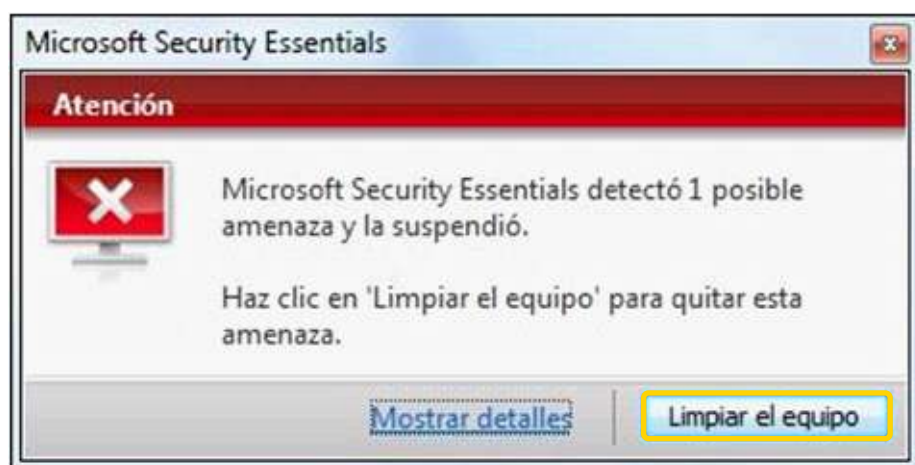 Microsoft Security Essentials
Atención
Microsoft Security Essentials detectó 1 posible
amenaza y la suspendió.
Haz clic en 'Limpiar el equipo' para quitar esta
amenaza.
Mostrar detalles
Limpiar el equipo